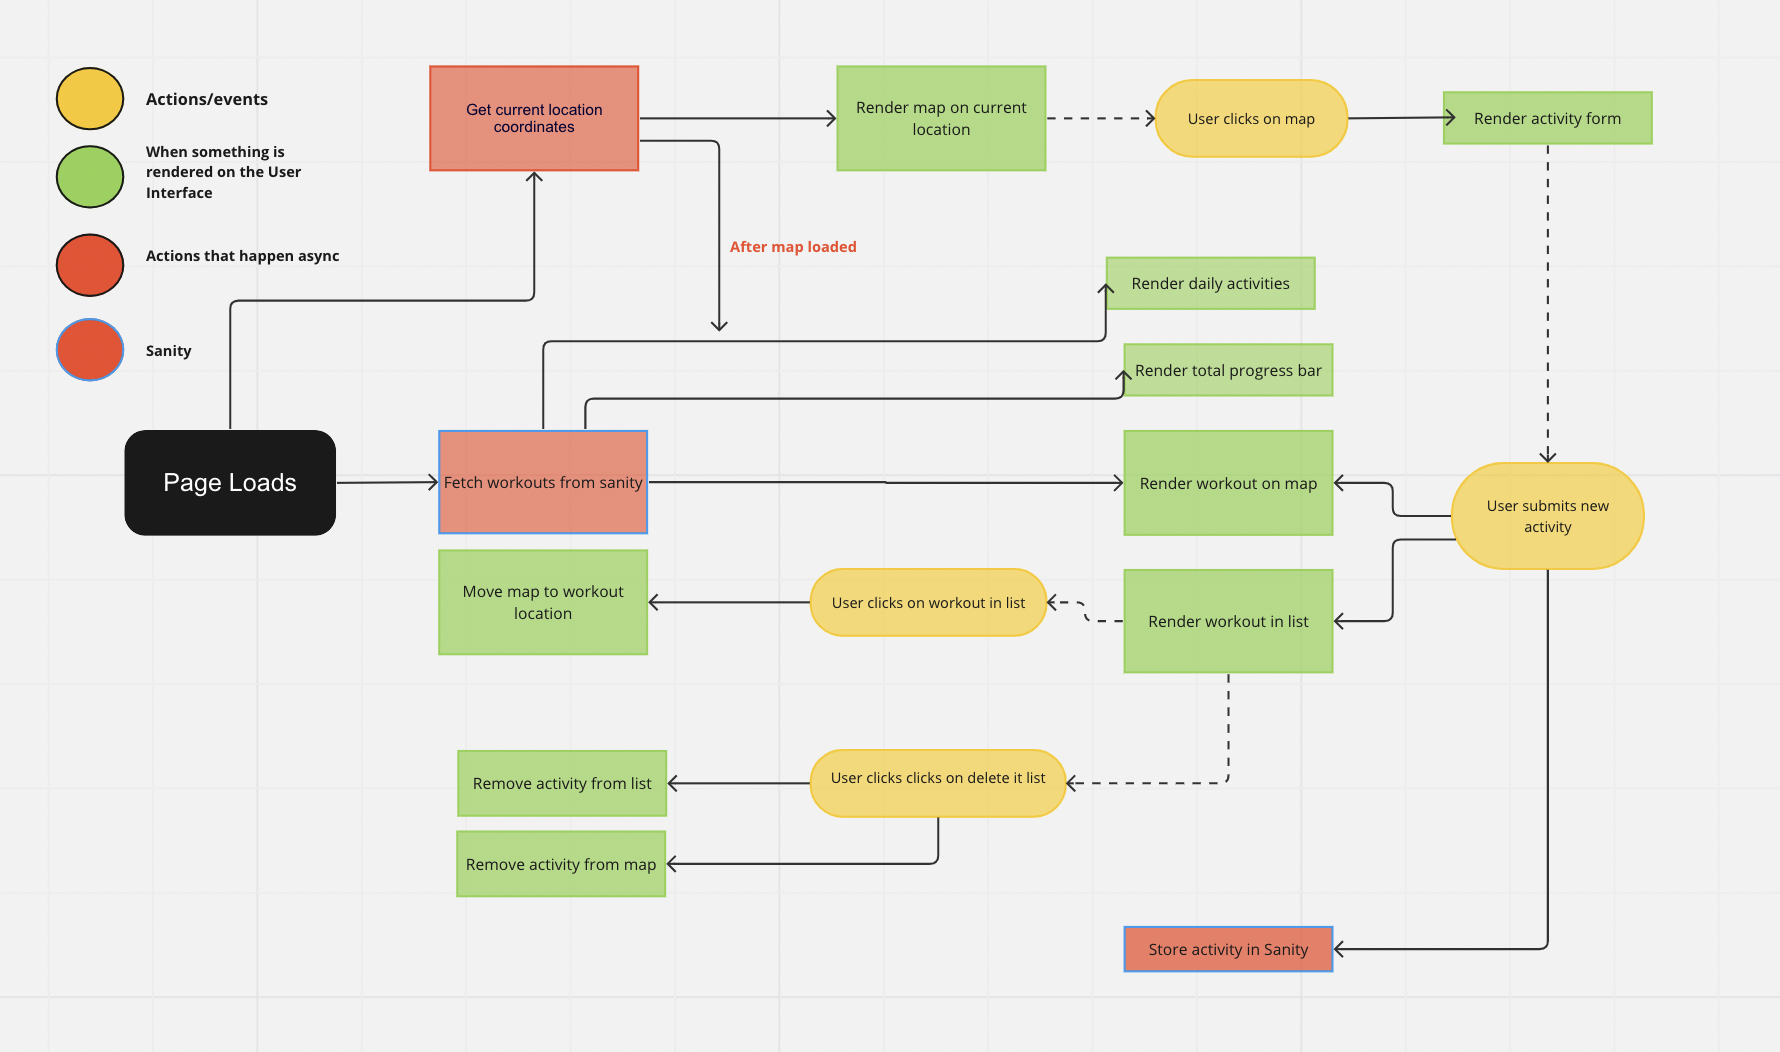 Actions/events
When something is
rendered on the User
Interface
Actions that happen async
Sanity
Get current location
coordinates
Render map on current
location
User clicks on map
Render activity form
After map loaded
Render daily activities
Render total progress bar
Page Loads
Fetch workouts from sanity
Render workout on map
User submits new
activity
Move map to workout
location
User clicks on workout in list
Render workout in list
Remove activity from list
User clicks clicks on delete it list
Remove activity from map
Store activity in Sanity